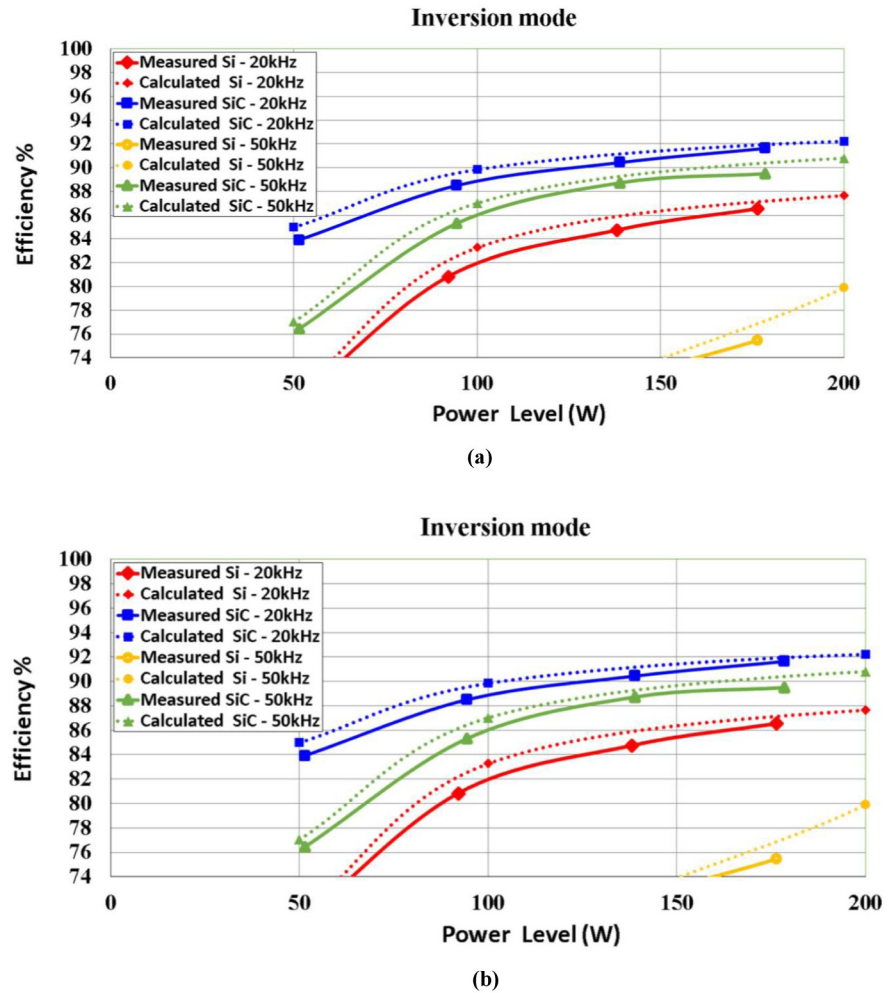 Inversion mode
100
98
96
94
92
90
88
86
84
82
80
78
76
74
Efficiency %
Measured Si - 20kHz
Calculated Si - 20kHz
Measured SiC - 20kHz
Calculated SiC - 20kHz
Measured Si - 50kHz
Calculated Si - 50kHz
Measured SiC - 50kHz
Calculated SiC - 50kHz
0 50 100 150 200
Power Level (W)
(a)
Inversion mode
100
98
96
94
92
90
88
86
84
82
80
78
76
74
Efficiency %
Measured Si - 20kHz
Calculated Si - 20kHz
Measured SiC - 20kHz
Calculated SiC - 20kHz
Measured Si - 50kHz
Calculated Si - 50kHz
Measured SiC - 50kHz
Calculated SiC - 50kHz
0 50 100 150 200
Power Level (W)
(b)